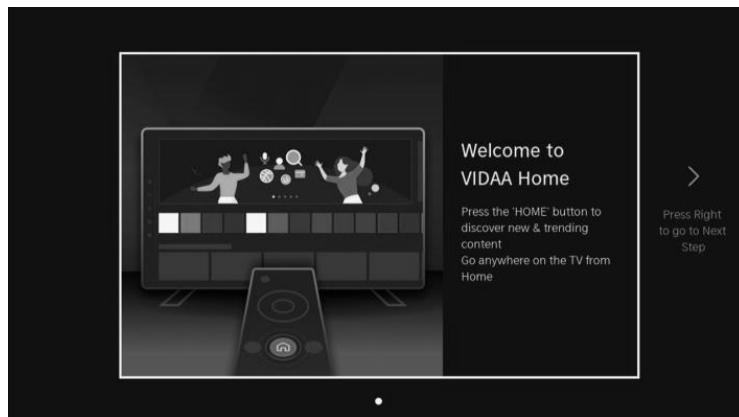 Welcome to
VIDAA Home
Press the 'HOME' button to
discover new & trending
content
Go anywhere on the TV from
Home
Press Right
to go to Next
Step